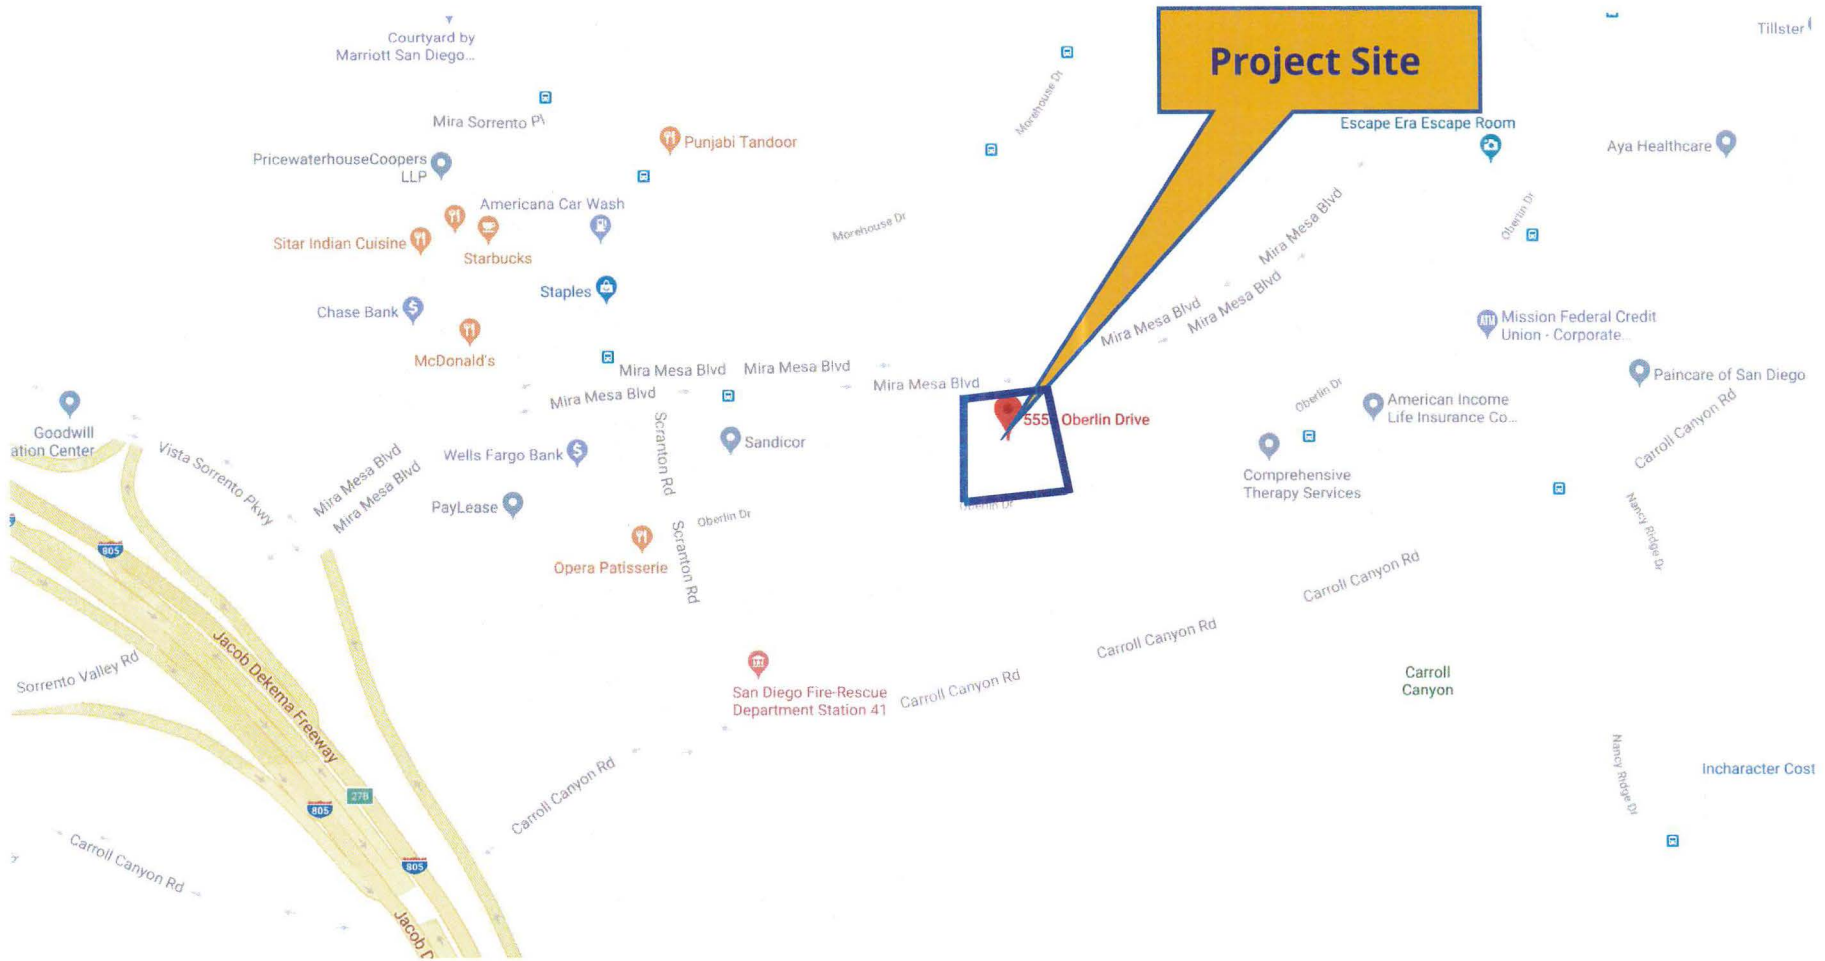 Courtyard by
Marriott San Diego...
Project Site
Tillster
Mira Sorrento Pl
Morehouse Dr
Escape Era Escape Room
Punjabi Tandoor
Aya Healthcare
PricewaterhouseCoopers
LLP
Americana Car Wash
Morehouse Dr
Mira Mesa Blvd
Oberlin Dr
Sitar Indian Cuisine
Starbucks
Staples
Chase Bank
Mira Mesa Blvd
Mira Mesa Blvd
Mission Federal Credit
Union - Corporate...
McDonald's
Mira Mesa Blvd
Mira Mesa Blvd
Mira Mesa Blvd
Mira Mesa Blvd
Oberlin Dr
Paincare of San Diego
American Income
Life Insurance Co...
Carroll Canyon Rd
Goodwill
ation Center
Vista Sorrento Pkwy
Mira Mesa Blvd
Mira Mesa Blvd
Wells Fargo Bank
Scranton Rd
Sandicor
Oberlin Drive
PayLease
Comprehensive
Therapy Services
Oberlin Dr
Oberlin Dr
Nancy Ridge Dr
805
Opera Patisserie
Scranton Rd
Carroll Canyon Rd
Jacob Dekema Freeway
Sorrento Valley Rd
San Diego Fire-Rescue
Department Station 41
Carroll Canyon Rd
Carroll Canyon Rd
Carroll
Canyon
Nancy Ridge Dr
Incharacter Cost
Carroll Canyon Rd
27B
805
Carroll Canyon Rd
805
Jacob D
ATM